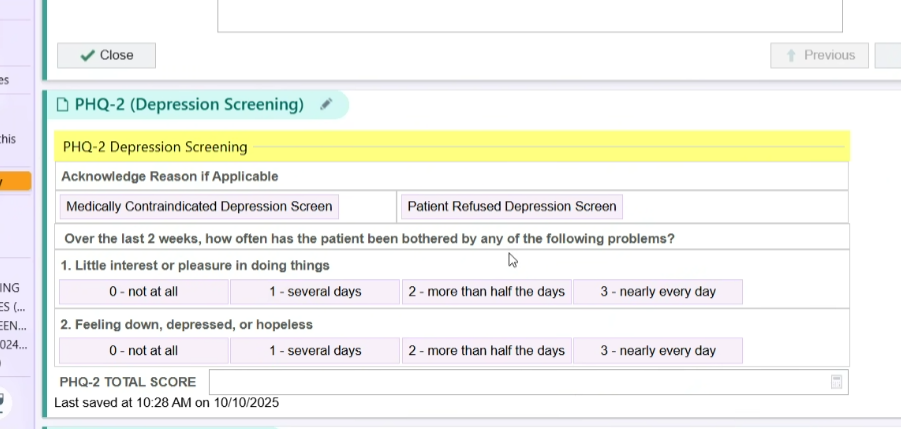 Close
Previous
es
PHQ-2 (Depression Screening)
this
PHQ-2 Depression Screening
Acknowledge Reason if Applicable
Medically Contraindicated Depression Screen Patient Refused Depression Screen
Over the last 2 weeks, how often has the patient been bothered by any of the following problems?
1. Little interest or pleasure in doing things
0 - not at all 1 - several days 2 - more than half the days 3 - nearly every day
2. Feeling down, depressed, or hopeless
0 - not at all 1 - several days 2 - more than half the days 3 - nearly every day
PHQ-2 TOTAL SCORE
Last saved at 10:28 AM on 10/10/2025
ING
ES (...
EEN...
024...